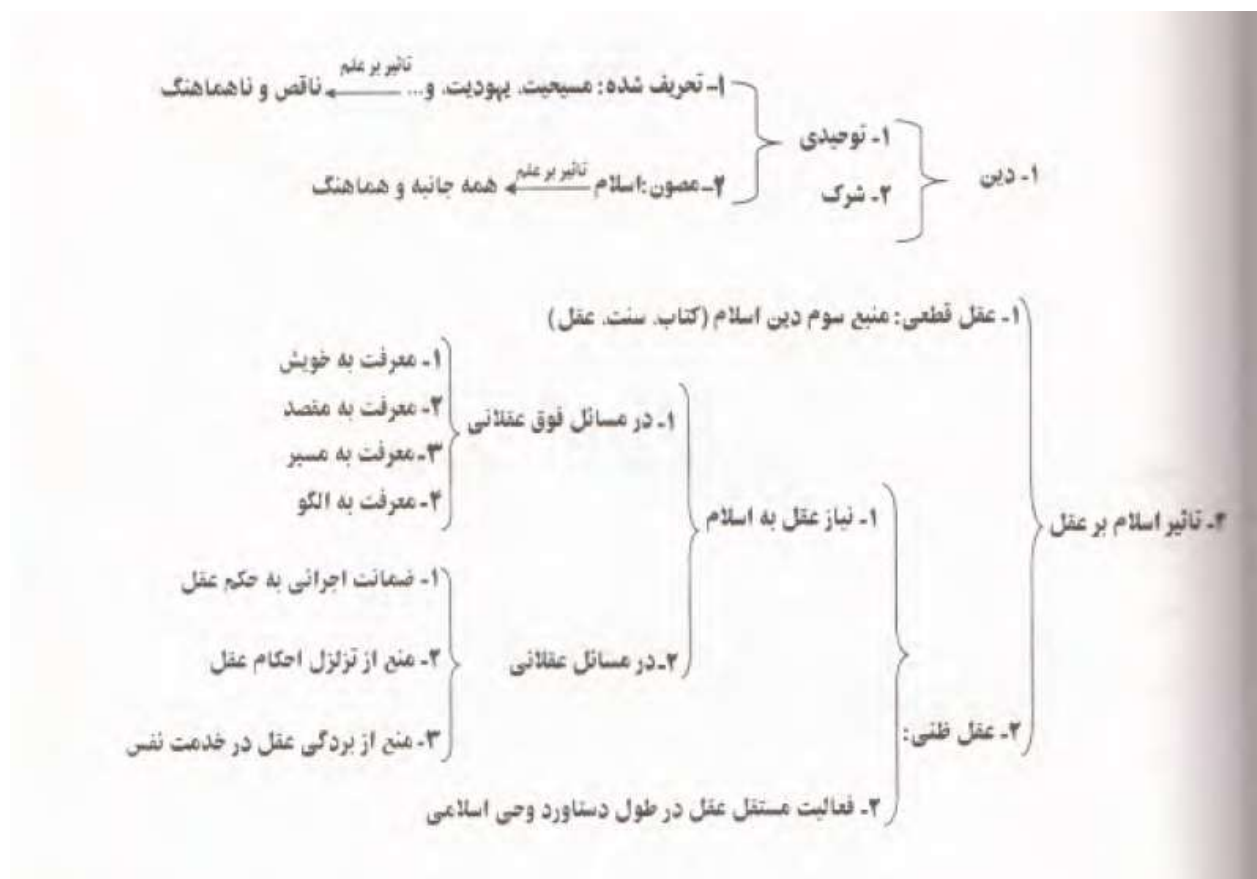 ۱- دین
۱- توحیدی
۱- تحریف شده: مسیحیت، یهودیت، و... تاثیر بر علم ناقص و ناهماهنگ
۲- مصون: اسلام تاثیر بر علم همه جانبه و هماهنگ
۲- شرک
۲- تاثیر اسلام بر عقل
۱- عقل قطعی: منبع سوم دین اسلام (کتاب، سنت، عقل)
۲- عقل ظنی:
۱- نیاز عقل به اسلام
۱- در مسائل فوق عقلانی
۱- معرفت به خویش
۲- معرفت به مقصد
۳- معرفت به مسیر
۴- معرفت به الگو
۲- در مسائل عقلانی
۱- ضمانت اجرائی به حکم عقل
۲- منع از تزلزل احکام عقل
۳- منع از بردگی عقل در خدمت نفس
۲- فعالیت مستقل عقل در طول دستاورد وحی اسلامی